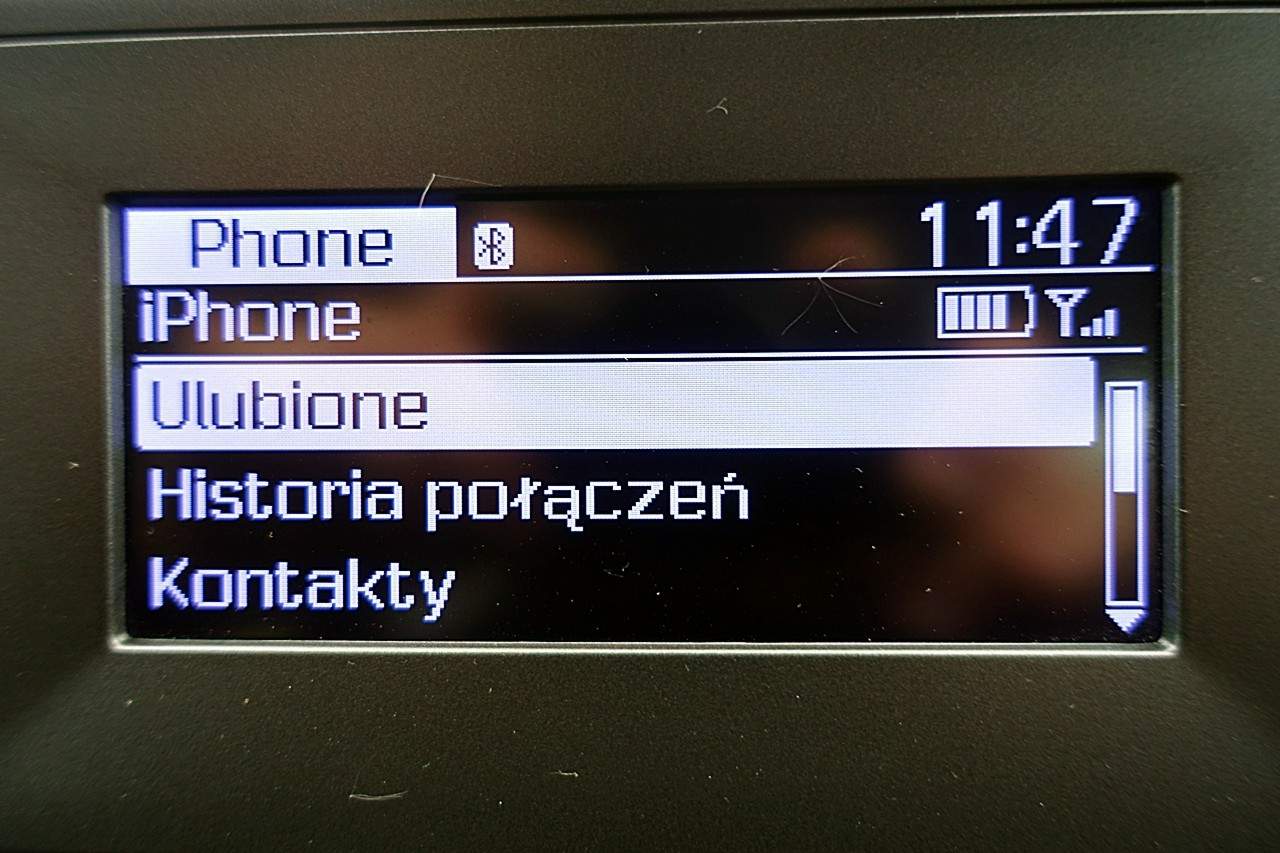 Phone 11:47
iPhone
Ulubione
Historia połączeń
Kontakty